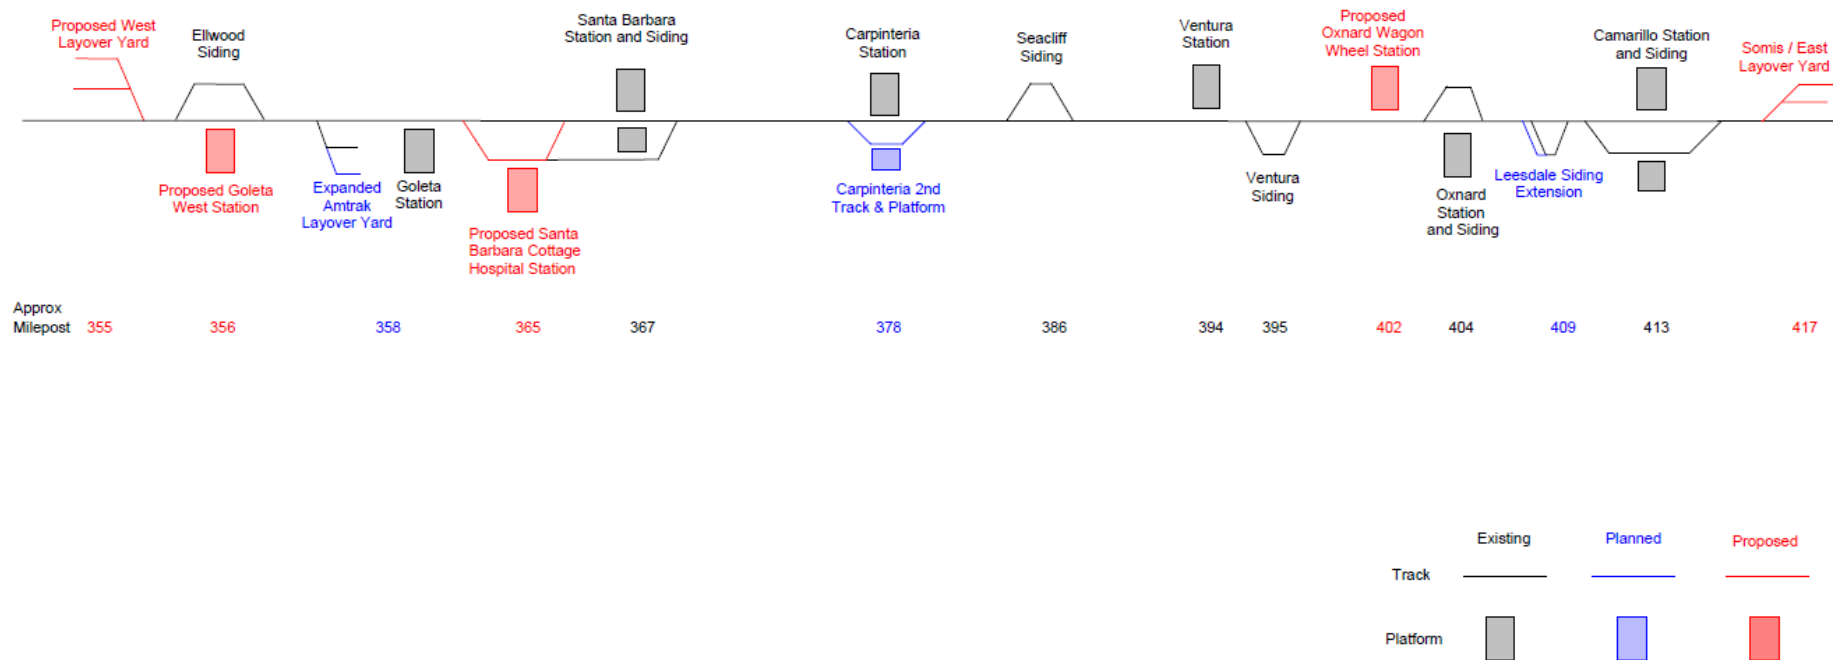 Proposed West
Layover Yard
Ellwood
Siding
Santa Barbara
Station and Siding
Carpinteria
Station
Seacliff
Siding
Ventura
Station
Proposed
Oxnard Wagon
Wheel Station
Camarillo Station
and Siding
Somis / East
Layover Yard
Proposed Goleta
West Station
Expanded
Amtrak
Layover Yard
Goleta
Station
Proposed Santa
Barbara Cottage
Hospital Station
Carpinteria 2nd
Track & Platform
Ventura
Siding
Oxnard
Station
and Siding
Leesdale Siding
Extension
Approx
Milepost 355 356 358 365 367 378 386 394 395 402 404 409 413 417
Existing Planned Proposed
Track
Platform